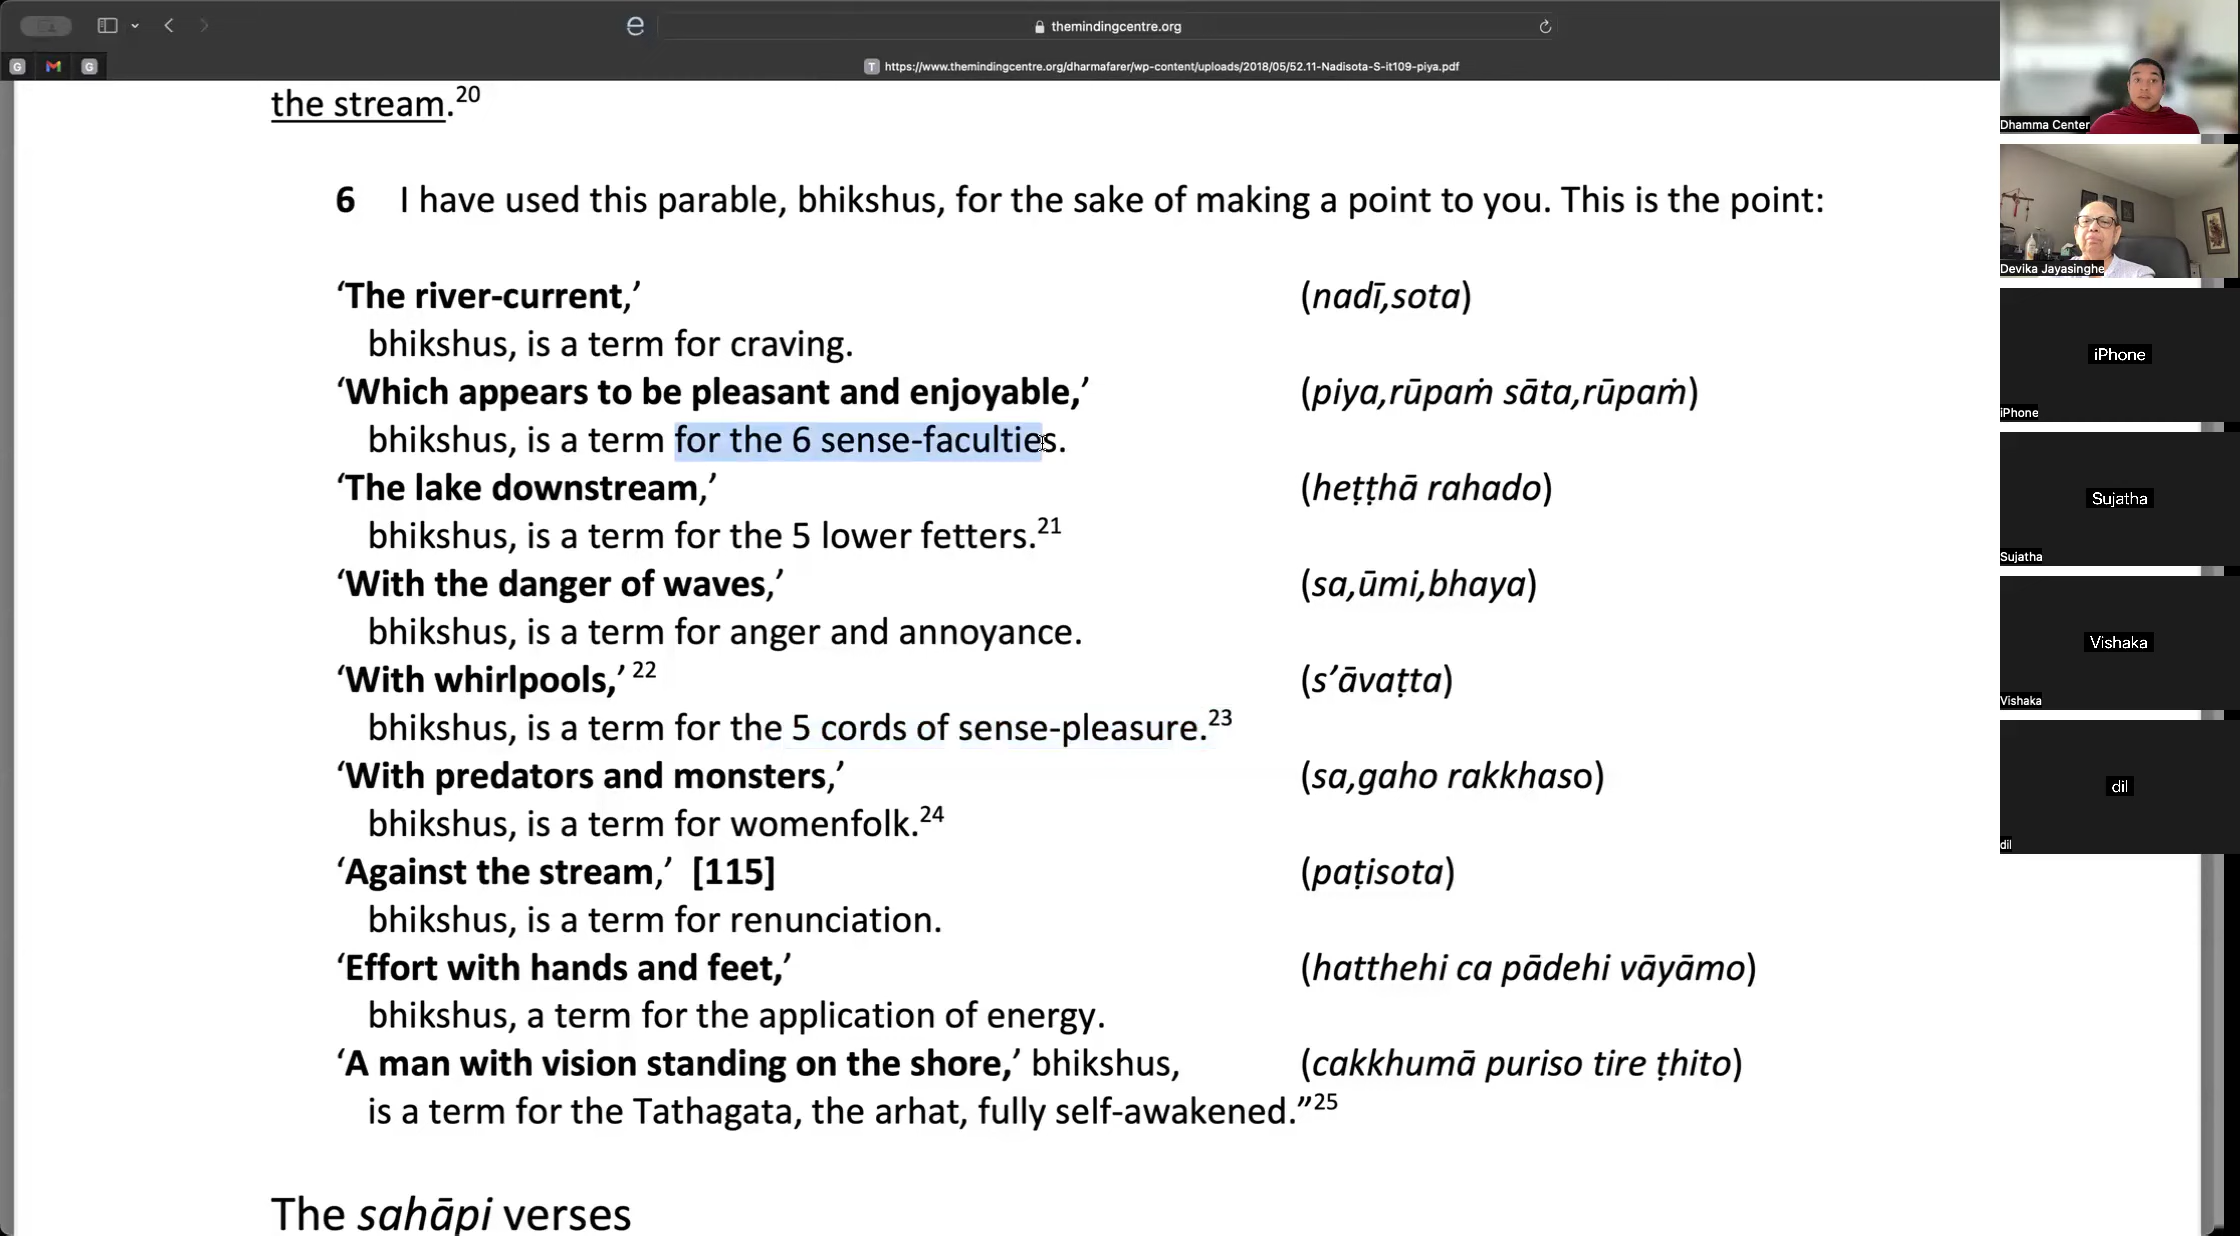 themindingcentre.org
G
G
T https://www.themindingcentre.org/dharmafarer/wp-content/uploads/2018/05/52.11-Nadisota-S-it109-piya.pdf
the stream.20
6 I have used this parable, bhikshus, for the sake of making a point to you. This is the point:
‘The river-current,’ (nadī,sota)
bhikshus, is a term for craving.
‘Which appears to be pleasant and enjoyable,’ (piya,rūpaṁ sāta,rūpaṁ)
bhikshus, is a term for the 6 sense-faculties.
‘The lake downstream,’ (heṭṭhā rahado)
bhikshus, is a term for the 5 lower fetters.21
‘With the danger of waves,’ (sa,ūmi,bhaya)
bhikshus, is a term for anger and annoyance.
‘With whirlpools,’ 22 (s’āvaṭta)
bhikshus, is a term for the 5 cords of sense-pleasure.23
‘With predators and monsters,’ (sa,gaho rakkhaso)
bhikshus, is a term for womenfolk.24
‘Against the stream,’ [115] (paṭisota)
bhikshus, is a term for renunciation.
‘Effort with hands and feet,’ (hatthehi ca pādehi vāyāmo)
bhikshus, a term for the application of energy.
‘A man with vision standing on the shore,’ bhikshus, (cakkhumā puriso tire ṭhito)
is a term for the Tathagata, the arhat, fully self-awakened.”25
The sahāpi verses
Dhamma Center
Devika Jayasinghe
iPhone
iPhone
Sujatha
Sujatha
Vishaka
Vishaka
dil
dil